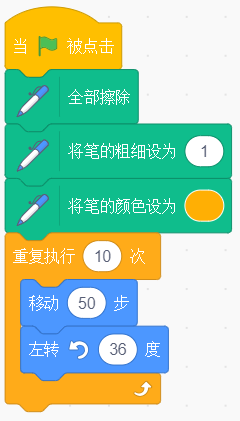 当 被点击
全部擦除
将笔的粗细设为 1
将笔的颜色设为
重复执行 10 次
移动 50 步
左转 36 度